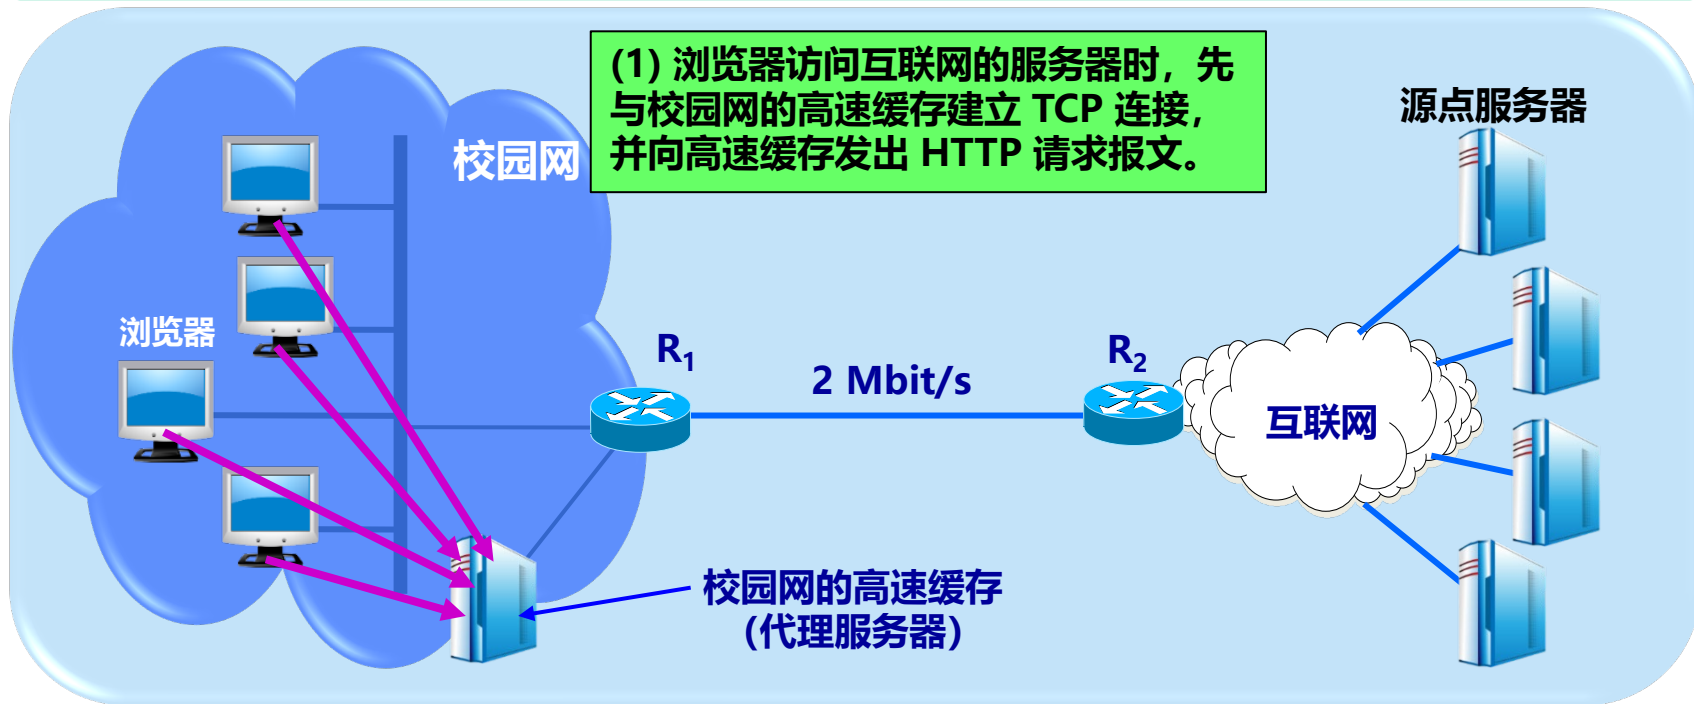 (1) 浏览器访问互联网的服务器时，先
与校园网的高速缓存建立 TCP 连接，
并向高速缓存发出 HTTP 请求报文。
源点服务器
校园网
浏览器
R₁
2 Mbit/s
R₂
互联网
校园网的高速缓存
(代理服务器)